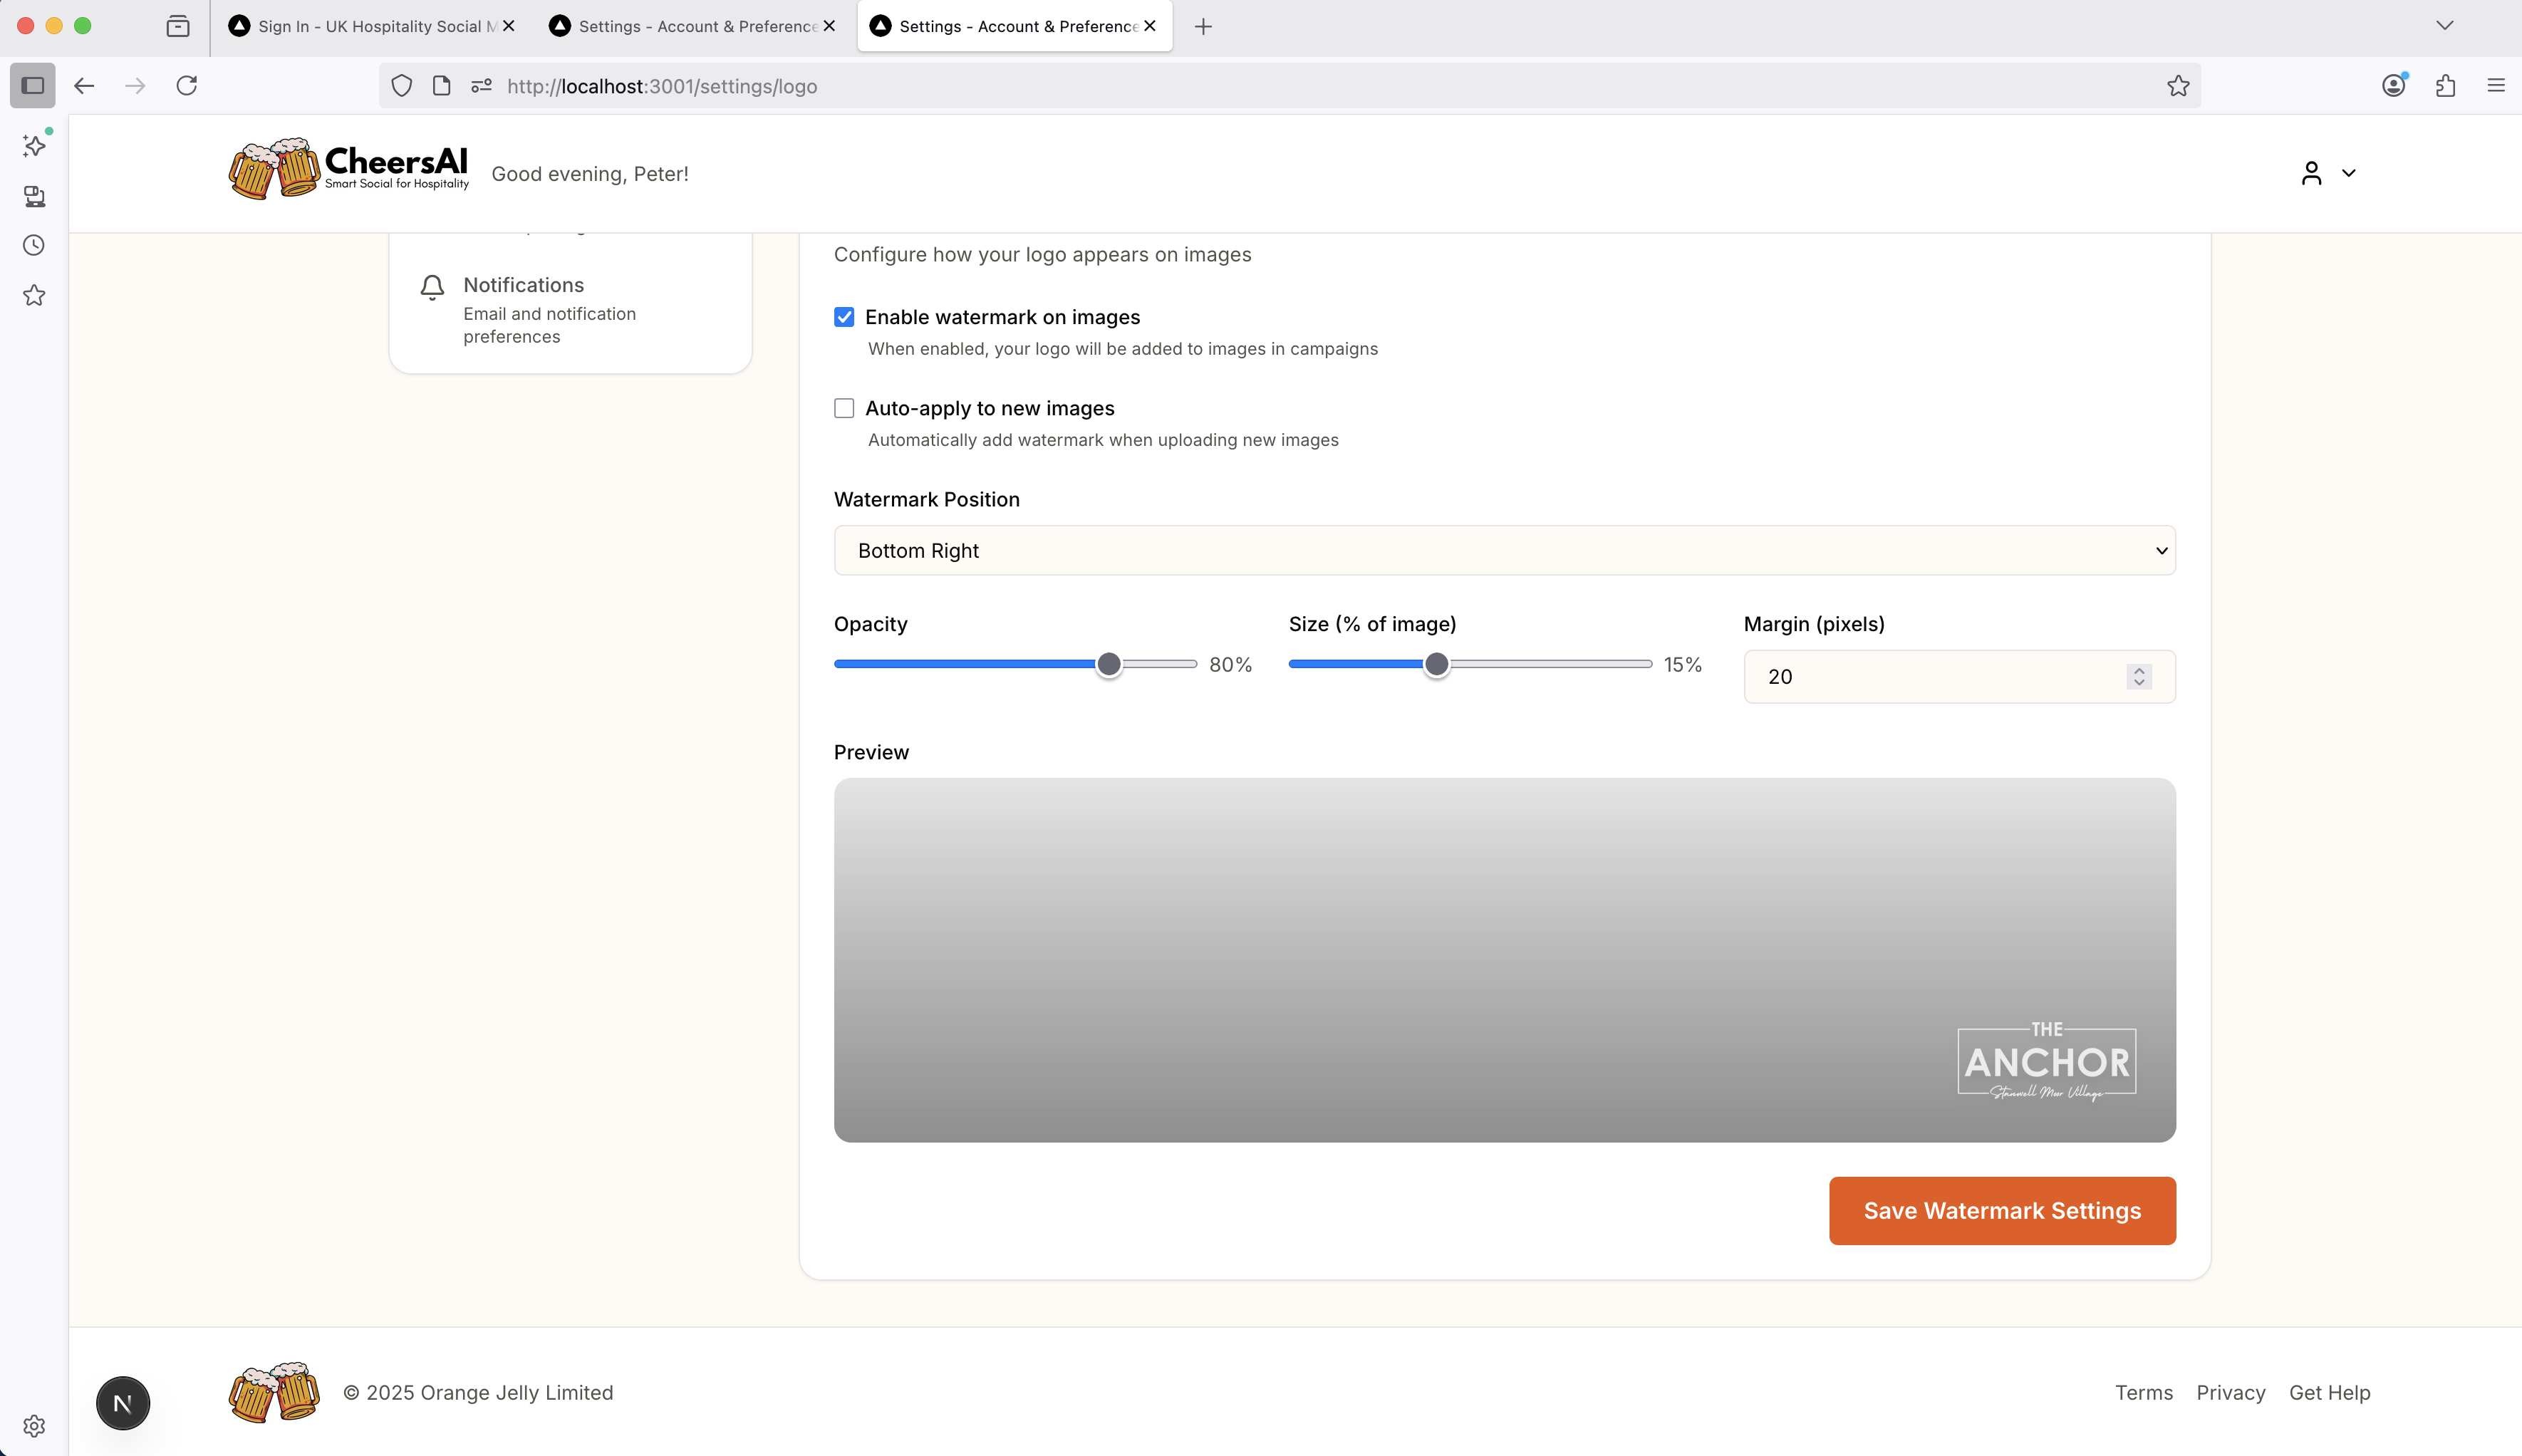 Sign In - UK Hospitality Social M
Settings - Account & Preference
Settings - Account & Preference
http://localhost:3001/settings/logo
CheersAI
Smart Social for Hospitality
Good evening, Peter!
Notifications
Email and notification
preferences
Configure how your logo appears on images
Enable watermark on images
When enabled, your logo will be added to images in campaigns
Auto-apply to new images
Automatically add watermark when uploading new images
Watermark Position
Bottom Right
Opacity
80%
Size (% of image)
15%
Margin (pixels)
20
Preview
THE
ANCHOR
Stanwell Moor Village
Save Watermark Settings
N
© 2025 Orange Jelly Limited
Terms
Privacy
Get Help